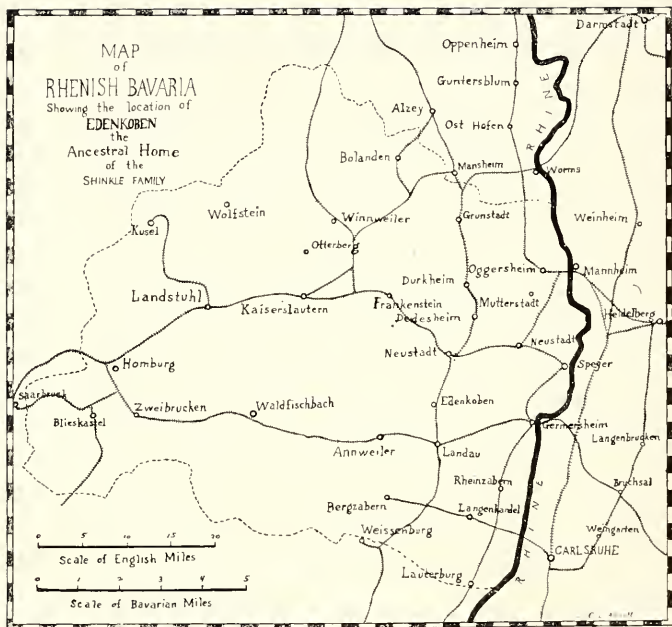 MAP
of
RHENISH BAVARIA
Showing the location of
EDENKOBEN
the
Ancestral Home
of the
SHINKLE FAMILY
Darmstadt
Oppenheim
Guntersblum
RHINE
Alzey
Ost Hofen
Bolanden
Mansheim
Worms
Wolfstein
Kusel
Winnweiler
Grunstadt
Weinheim
Otterberg
Oggersheim
Mannheim
Durkheim
Landstuhl
Kaiserslautern
Frankenstein
Mutterstadt
Heidelberg
Dedesheim
Neustadt
Neustadt
Homburg
Speyer
Saarbruck
Zweibrucken
Waldfischbach
Edenkoben
Blieskastel
Germersheim
Langenbrucken
Annweiler
Landau
Rheinzabern
Bruchsal
Bergzabern
Langenkandel
RHINE
Weissenburg
Weingarten
CARLSRUHE
Lauterburg
0 5 10 15 20
Scale of English Miles
0 1 2 3 4 5
Scale of Bavarian Miles